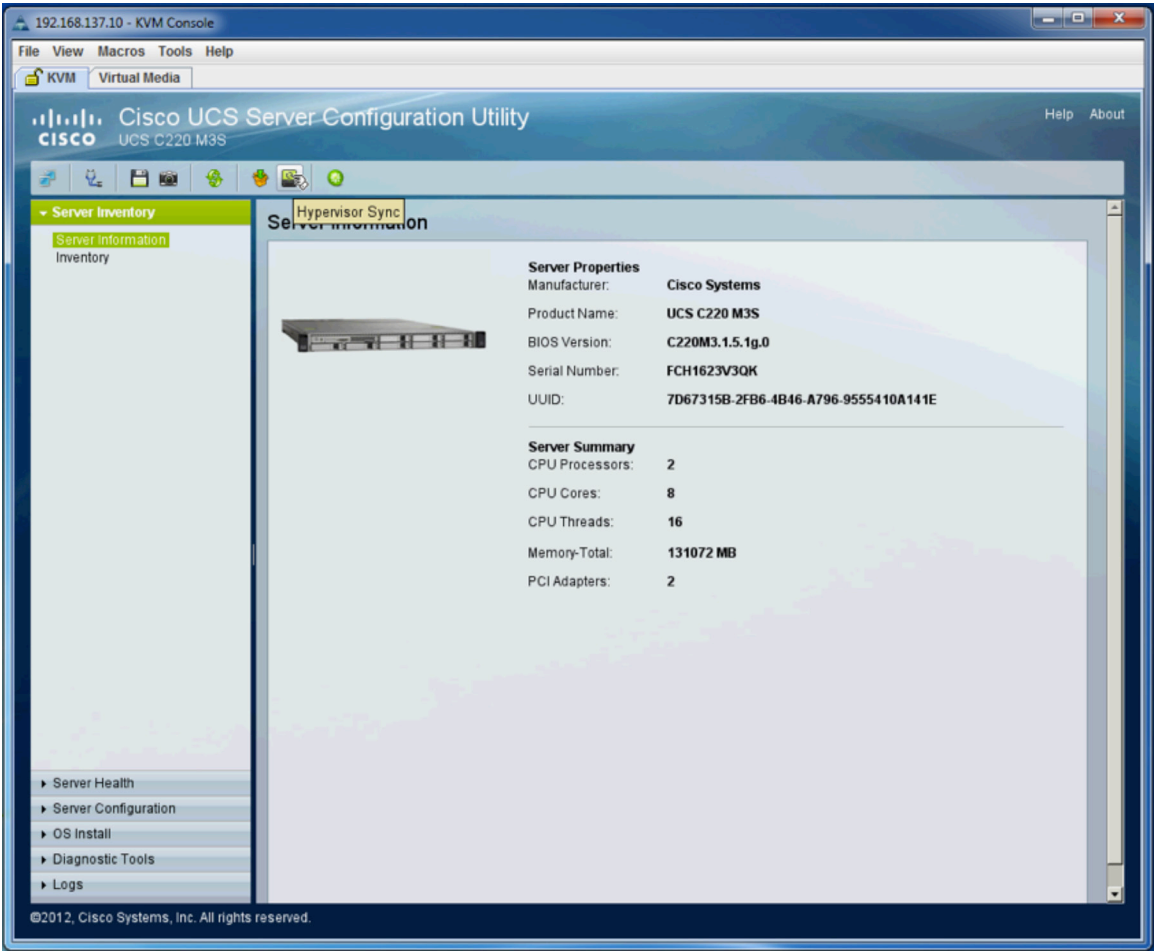 192.168.137.10 - KVM Console
File View Macros Tools Help
KVM Virtual Media
CISCO Cisco UCS Server Configuration Utility
UCS C220 M3S
Help About
Hypervisor Sync
Server Inventory
Server Information
Inventory
Server Information
Server Properties
Manufacturer: Cisco Systems
Product Name: UCS C220 M3S
BIOS Version: C220M3.1.5.1g.0
Serial Number: FCH1623V3QK
UUID: 7D67315B-2FB6-4B46-A796-9555410A141E
Server Summary
CPU Processors: 2
CPU Cores: 8
CPU Threads: 16
Memory-Total: 131072 MB
PCI Adapters: 2
Server Health
Server Configuration
OS Install
Diagnostic Tools
Logs
©2012, Cisco Systems, Inc. All rights reserved.